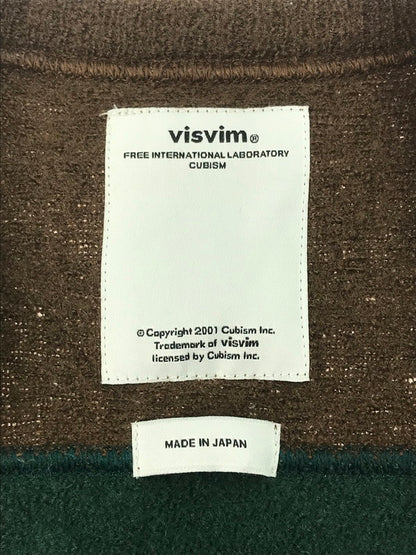 visvim®
FREE INTERNATIONAL LABORATORY
CUBISM
© Copyright 2001 Cubism Inc.
Trademark of visvim
licensed by Cubism Inc.
MADE IN JAPAN